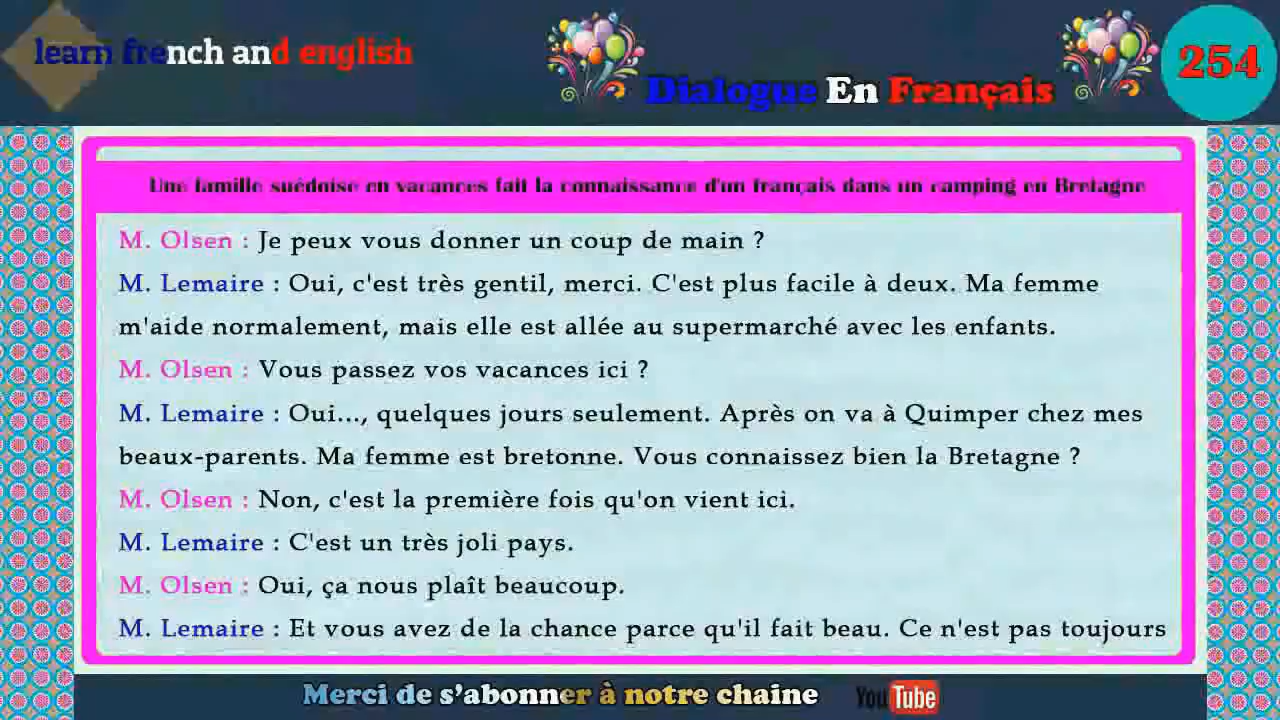 learn french and english
Dialogue En Français
254
Une famille suédoise en vacances fait la connaissance d'un français dans un camping en Bretagne
M. Olsen : Je peux vous donner un coup de main ?
M. Lemaire : Oui, c'est très gentil, merci. C'est plus facile à deux. Ma femme
m'aide normalement, mais elle est allée au supermarché avec les enfants.
M. Olsen : Vous passez vos vacances ici ?
M. Lemaire : Oui..., quelques jours seulement. Après on va à Quimper chez mes
beaux-parents. Ma femme est bretonne. Vous connaissez bien la Bretagne ?
M. Olsen : Non, c'est la première fois qu'on vient ici.
M. Lemaire : C'est un très joli pays.
M. Olsen : Oui, ça nous plaît beaucoup.
M. Lemaire : Et vous avez de la chance parce qu'il fait beau. Ce n'est pas toujours
Merci de s'abonner à notre chaine YouTube